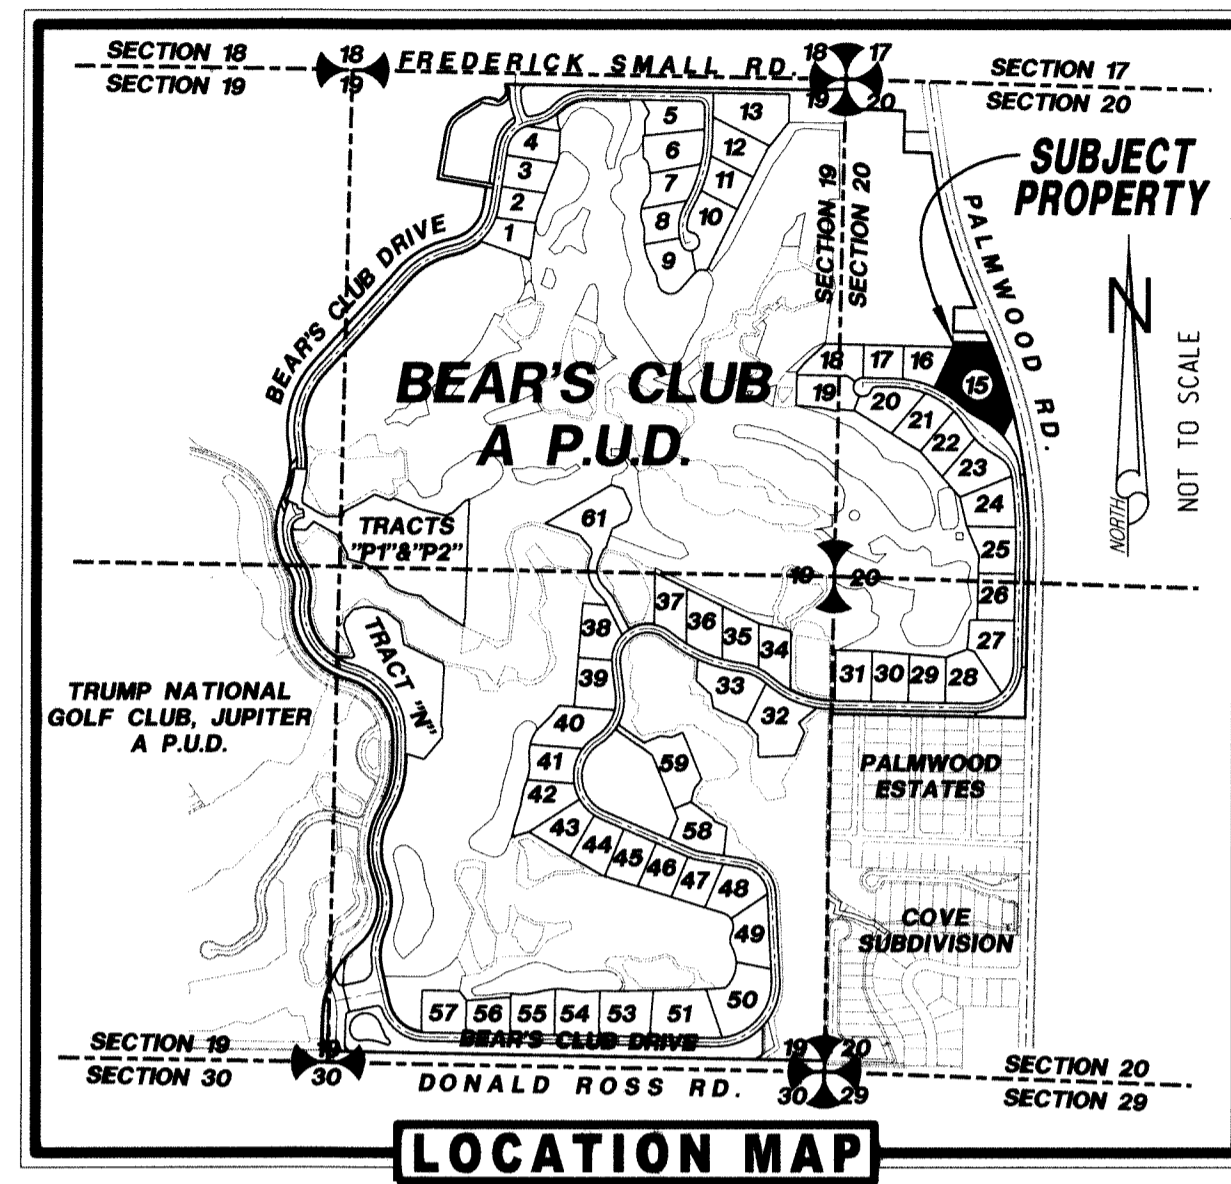 SECTION 18
SECTION 19
18
19
FREDERICK SMALL RD.
18
17
19
20
SECTION 17
SECTION 20
SUBJECT
PROPERTY
PALMWOOD RD.
SECTION 19
SECTION 20
5
13
4
6
12
3
7
11
2
8
10
1
9
BEAR'S CLUB DRIVE
N
NORTH
NOT TO SCALE
18
17
16
15
19
20
21
22
23
24
25
26
27
BEAR'S CLUB
A P.U.D.
TRACTS
"P1"&"P2"
61
19
20
37
36
35
34
38
33
31
30
29
28
39
32
TRACT "N"
TRUMP NATIONAL
GOLF CLUB, JUPITER
A P.U.D.
40
41
59
42
58
43
44
45
46
47
48
49
50
PALMWOOD
ESTATES
COVE
SUBDIVISION
57
56
55
54
53
51
BEAR'S CLUB DRIVE
SECTION 19
SECTION 30
19
30
DONALD ROSS RD.
19
20
30
29
SECTION 20
SECTION 29
LOCATION MAP